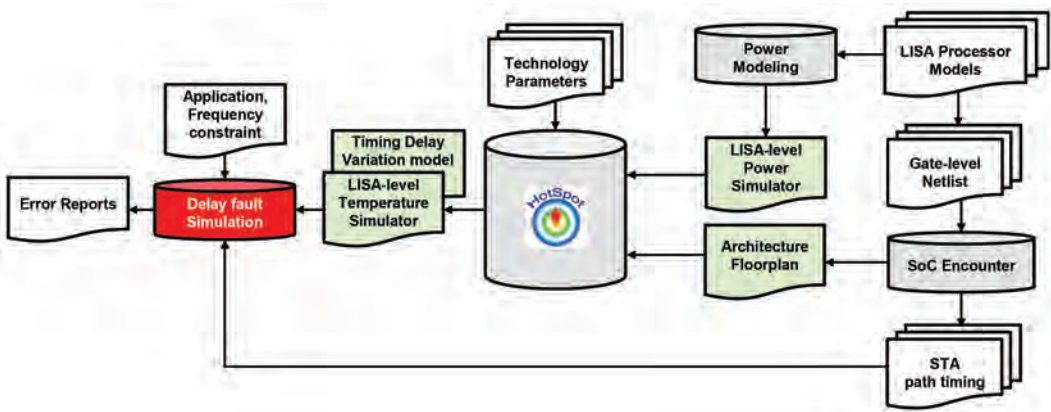 Technology
Parameters
Power
Modeling
LISA Processor
Models
Application,
Frequency
constraint
Timing Delay
Variation model
LISA-level
Temperature
Simulator
HotSpot
LISA-level
Power
Simulator
Gate-level
Netlist
Error Reports
Delay fault
Simulation
Architecture
Floorplan
SoC Encounter
STA
path timing